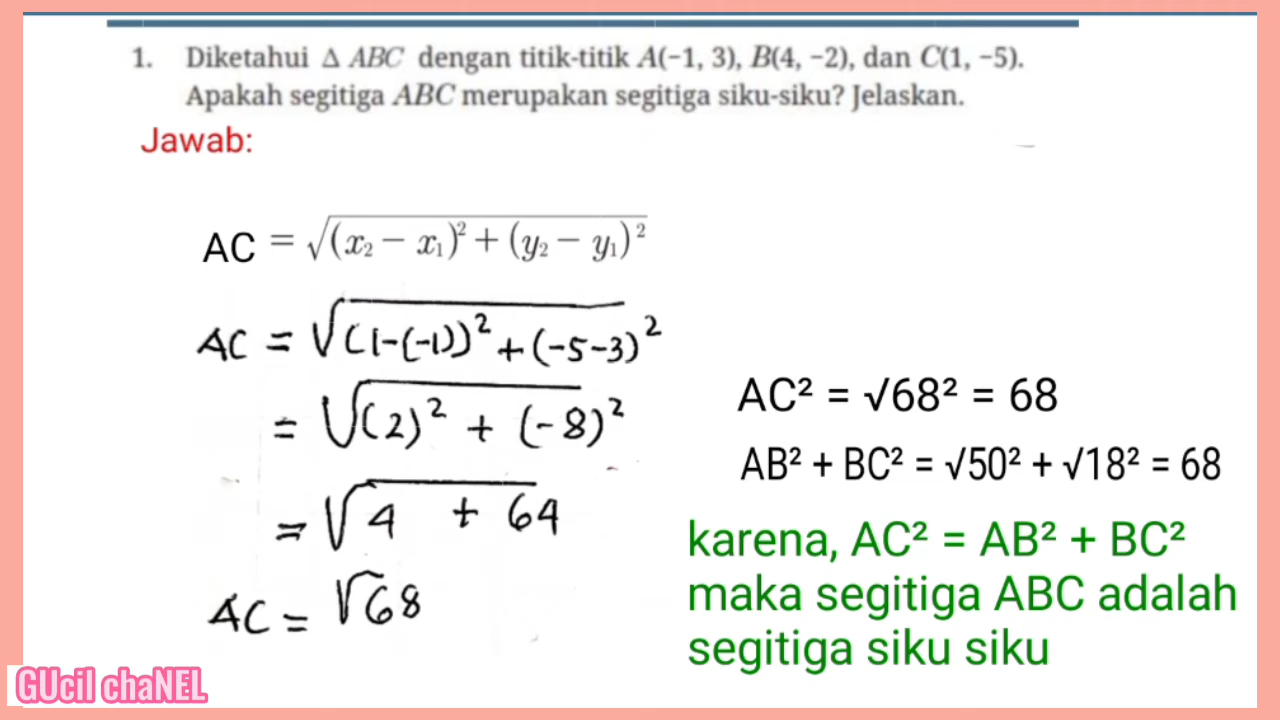 1. Diketahui Δ ABC dengan titik-titik A(−1, 3), B(4, −2), dan C(1, −5).
Apakah segitiga ABC merupakan segitiga siku-siku? Jelaskan.
Jawab:
AC = √(x₂ − x₁)² + (y₂ − y₁)²
AC = √(1-(-1))² + (-5-3)²
= √(2)² + (-8)²
= √4 + 64
AC = √68
AC² = √68² = 68
AB² + BC² = √50² + √18² = 68
karena, AC² = AB² + BC²
maka segitiga ABC adalah
segitiga siku siku
GUcil chaNEL